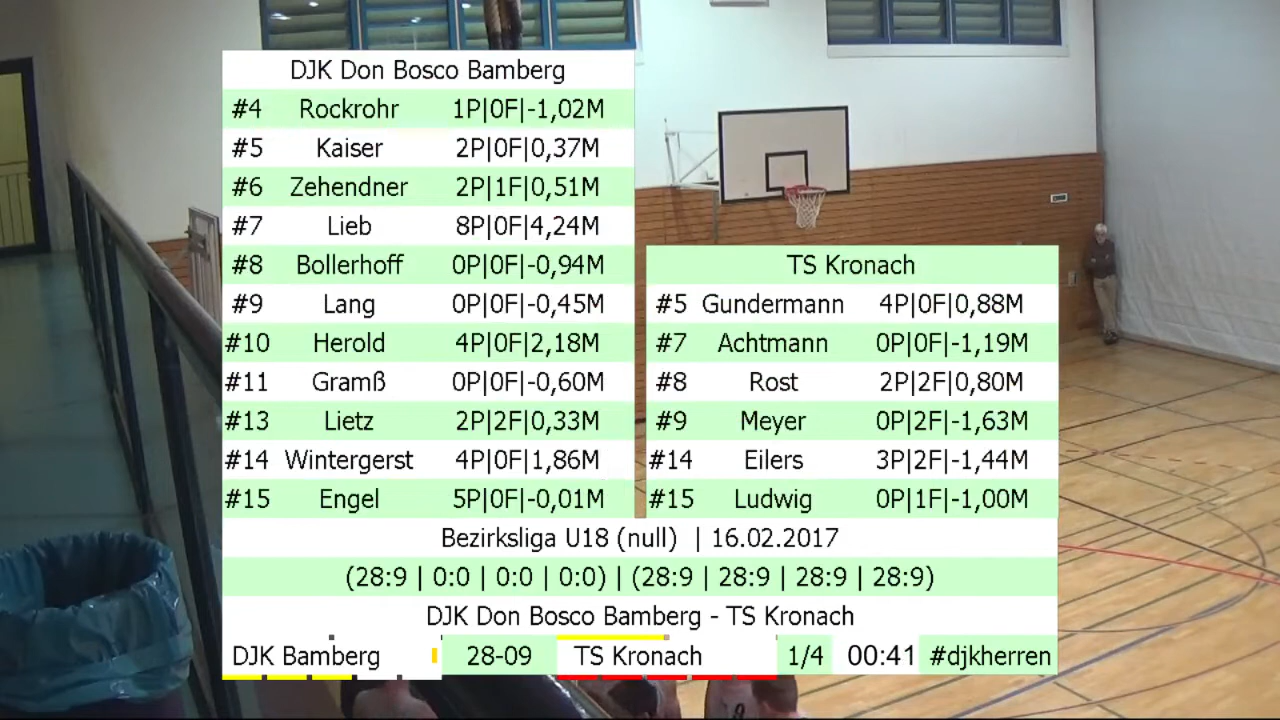 DJK Don Bosco Bamberg
#4 Rockrohr 1P|0F|-1,02M
#5 Kaiser 2P|0F|0,37M
#6 Zehendner 2P|1F|0,51M
#7 Lieb 8P|0F|4,24M
#8 Bollerhoff 0P|0F|-0,94M
#9 Lang 0P|0F|-0,45M
#10 Herold 4P|0F|2,18M
#11 Gramß 0P|0F|-0,60M
#13 Lietz 2P|2F|0,33M
#14 Wintergerst 4P|0F|1,86M
#15 Engel 5P|0F|-0,01M
TS Kronach
#5 Gundermann 4P|0F|0,88M
#7 Achtmann 0P|0F|-1,19M
#8 Rost 2P|2F|0,80M
#9 Meyer 0P|2F|-1,63M
#14 Eilers 3P|2F|-1,44M
#15 Ludwig 0P|1F|-1,00M
Bezirksliga U18 (null) | 16.02.2017
(28:9 | 0:0 | 0:0 | 0:0) | (28:9 | 28:9 | 28:9 | 28:9)
DJK Don Bosco Bamberg - TS Kronach
DJK Bamberg 28-09 TS Kronach 1/4 00:41 #djkherren